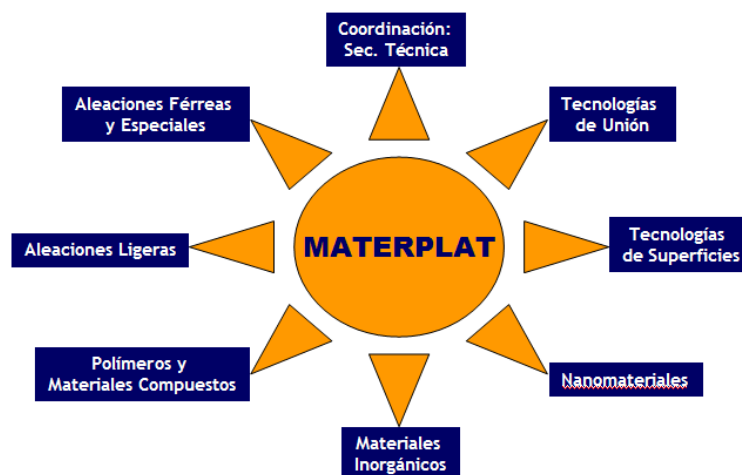 Coordinación:
Sec. Técnica
Aleaciones Férreas
y Especiales
Tecnologías
de Unión
MATERPLAT
Aleaciones Ligeras
Tecnologías
de Superficies
Polímeros y
Materiales Compuestos
Nanomateriales
Materiales
Inorgánicos